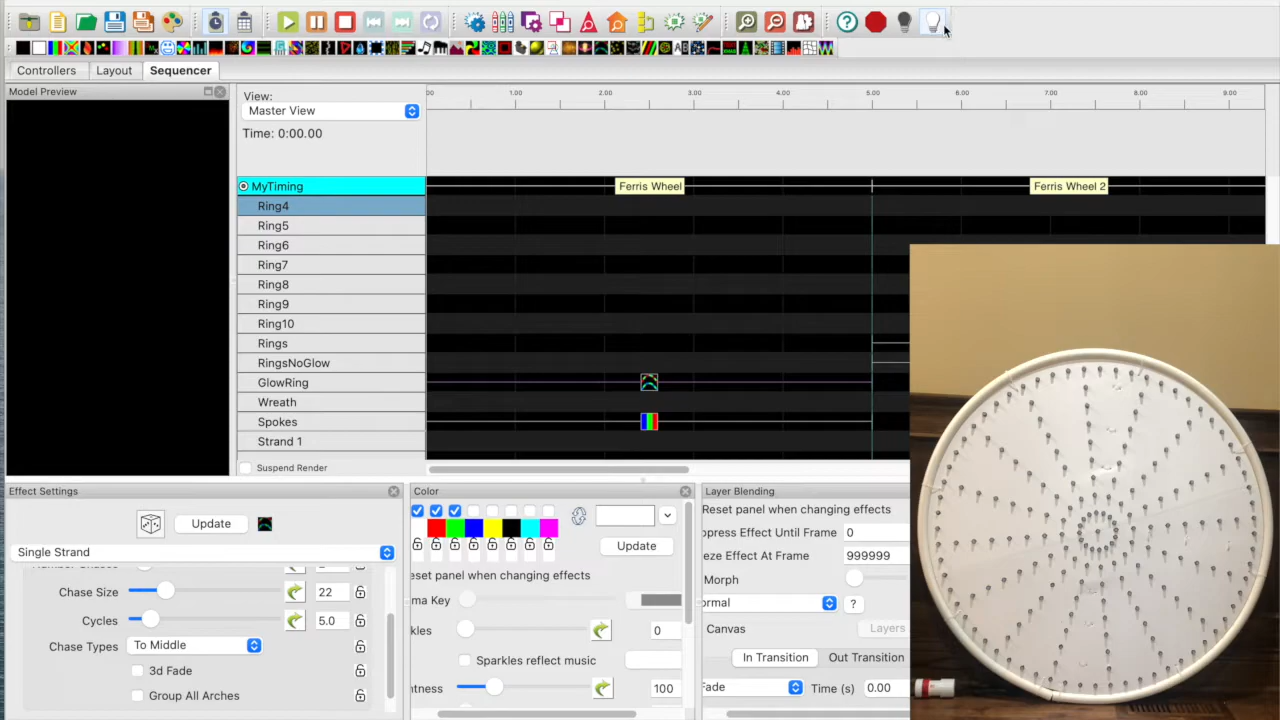 Controllers
Layout
Sequencer
Model Preview
View:
Master View
Time: 0:00.00
00 1.00 2.00 3.00 4.00 5.00 6.00 7.00 8.00 9.00
MyTiming
Ferris Wheel
Ferris Wheel 2
Ring4
Ring5
Ring6
Ring7
Ring8
Ring9
Ring10
Rings
RingsNoGlow
GlowRing
Wreath
Spokes
Strand 1
Suspend Render
Effect Settings
Update
Single Strand
Chase Size 22
Cycles 5.0
Chase Types To Middle
3d Fade
Group All Arches
Color
Update
eset panel when changing effects
ma Key
kles 0
Sparkles reflect music
ntness 100
Layer Blending
Reset panel when changing effects
press Effect Until Frame 0
eze Effect At Frame 999999
Morph
ormal ?
Canvas Layers
In Transition Out Transition
Fade Time (s) 0.00